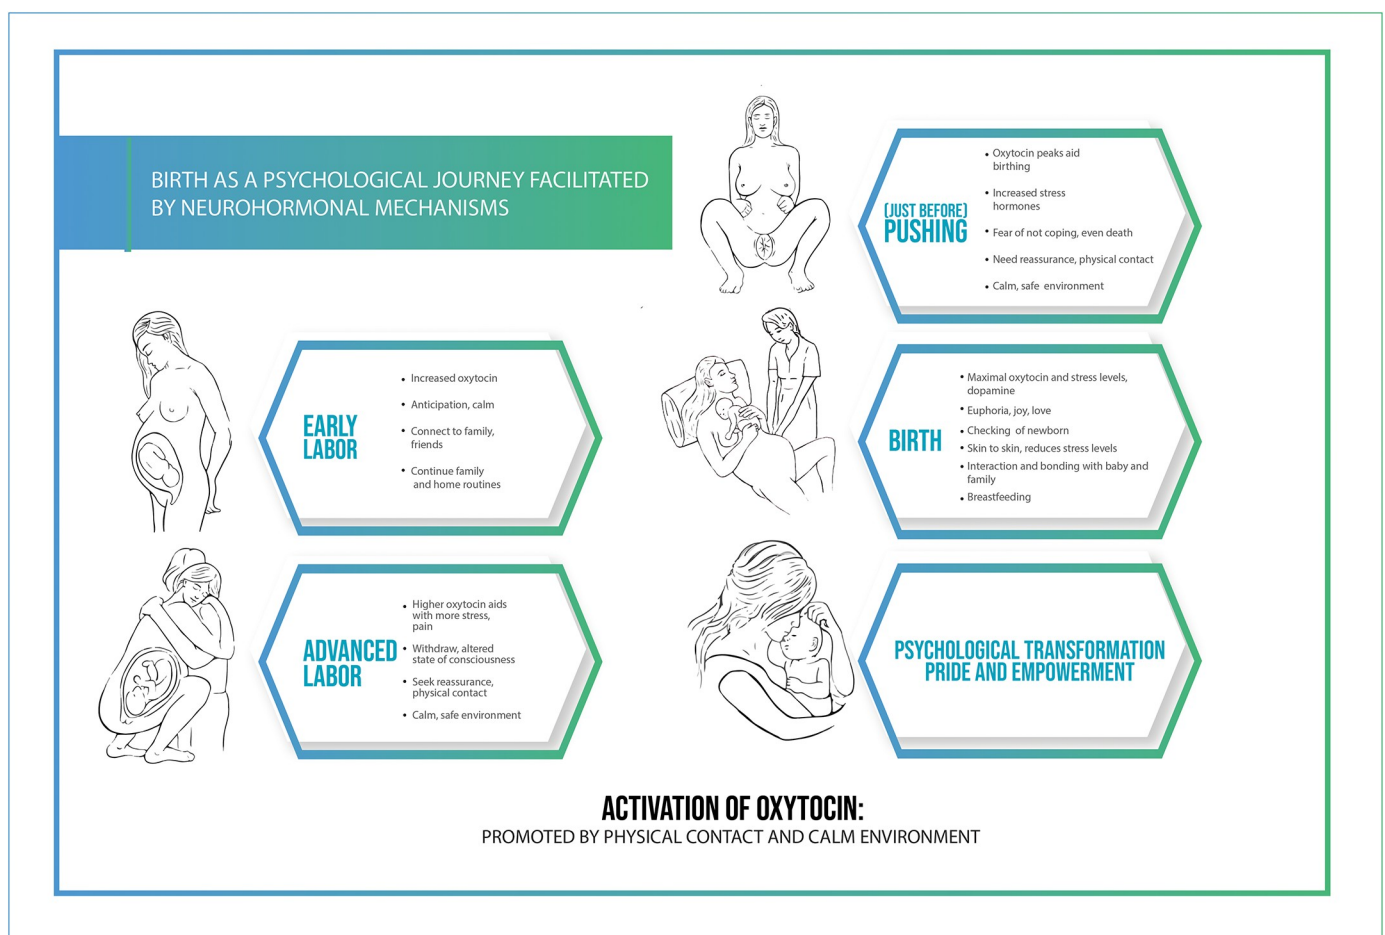 BIRTH AS A PSYCHOLOGICAL JOURNEY FACILITATED
BY NEUROHORMONAL MECHANISMS
EARLY
LABOR
• Increased oxytocin
• Anticipation, calm
• Connect to family,
friends
• Continue family
and home routines
ADVANCED
LABOR
• Higher oxytocin aids
with more stress,
pain
• Withdraw, altered
state of consciousness
• Seek reassurance,
physical contact
• Calm, safe environment
(JUST BEFORE)
PUSHING
• Oxytocin peaks aid
birthing
• Increased stress
hormones
• Fear of not coping, even death
• Need reassurance, physical contact
• Calm, safe environment
BIRTH
• Maximal oxytocin and stress levels,
dopamine
• Euphoria, joy, love
• Checking of newborn
• Skin to skin, reduces stress levels
• Interaction and bonding with baby and
family
• Breastfeeding
PSYCHOLOGICAL TRANSFORMATION
PRIDE AND EMPOWERMENT
ACTIVATION OF OXYTOCIN:
PROMOTED BY PHYSICAL CONTACT AND CALM ENVIRONMENT